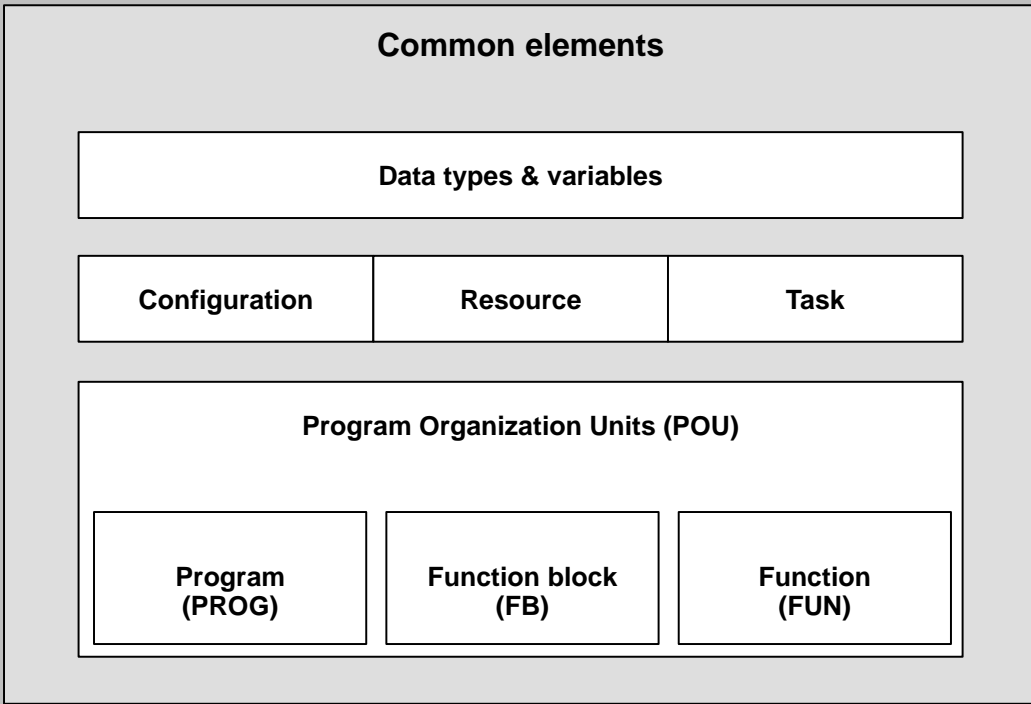 Common elements
Data types & variables
Configuration
Resource
Task
Program Organization Units (POU)
Program
(PROG)
Function block
(FB)
Function
(FUN)